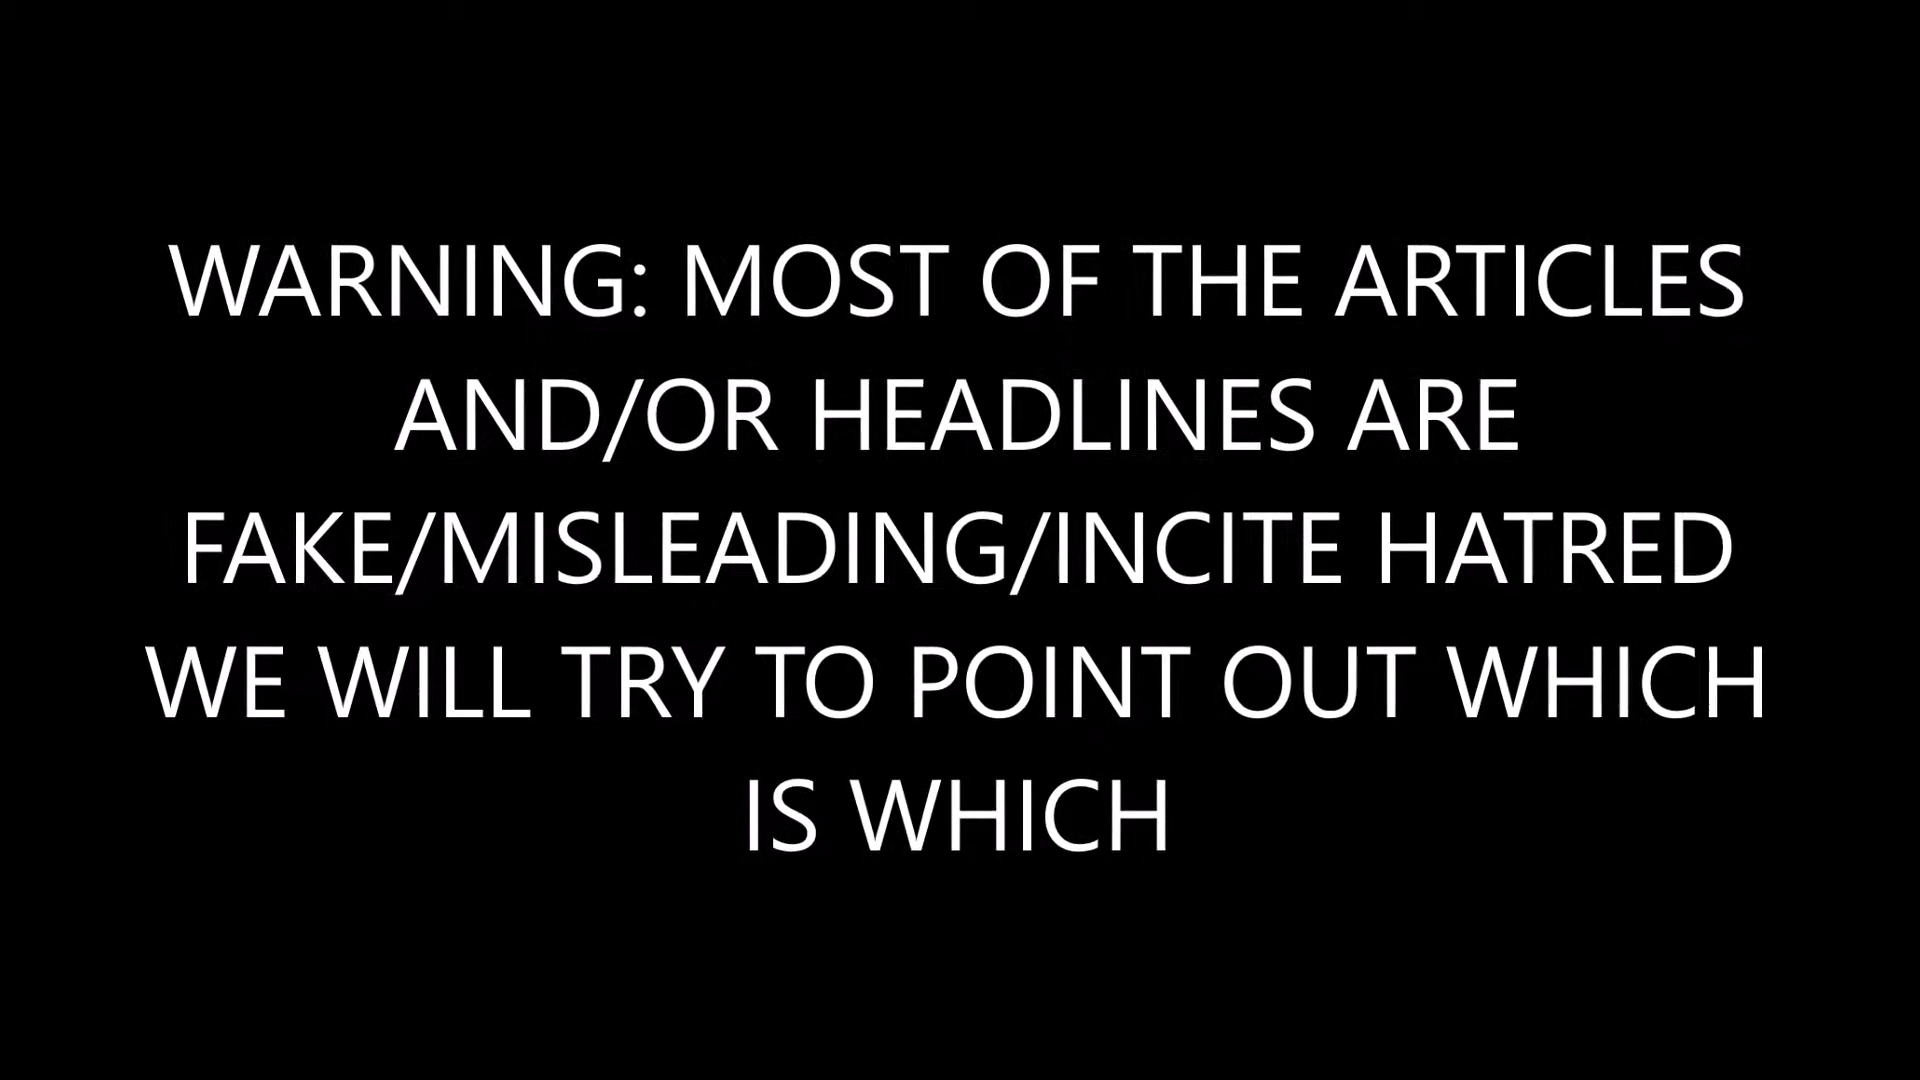 WARNING: MOST OF THE ARTICLES
AND/OR HEADLINES ARE
FAKE/MISLEADING/INCITE HATRED
WE WILL TRY TO POINT OUT WHICH
IS WHICH